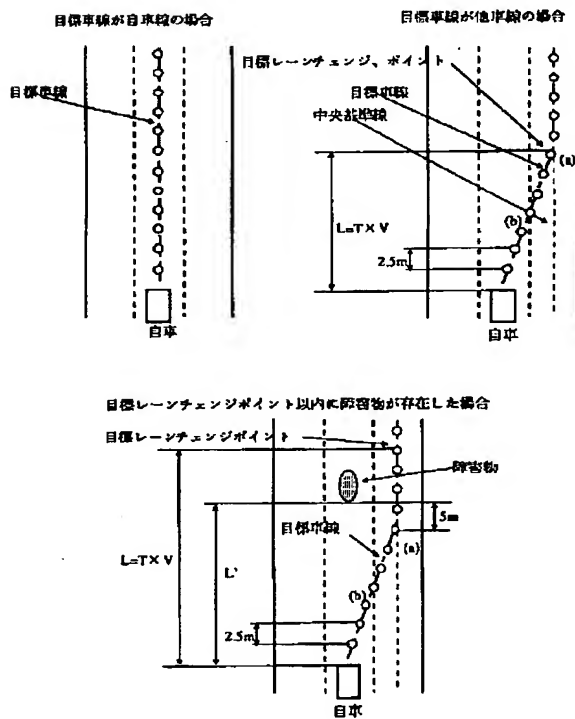 目標車線が自車線の場合
目標車線
自車
目標車線が他車線の場合
目標レーンチェンジ、ポイント
目標車線
中央基準線
(a)
L=T×V
(b)
2.5m
自車
目標レーンチェンジポイント以内に障害物が存在した場合
目標レーンチェンジポイント
障害物
5m
目標車線
(a)
L=T×V
L'
(b)
2.5m
自車